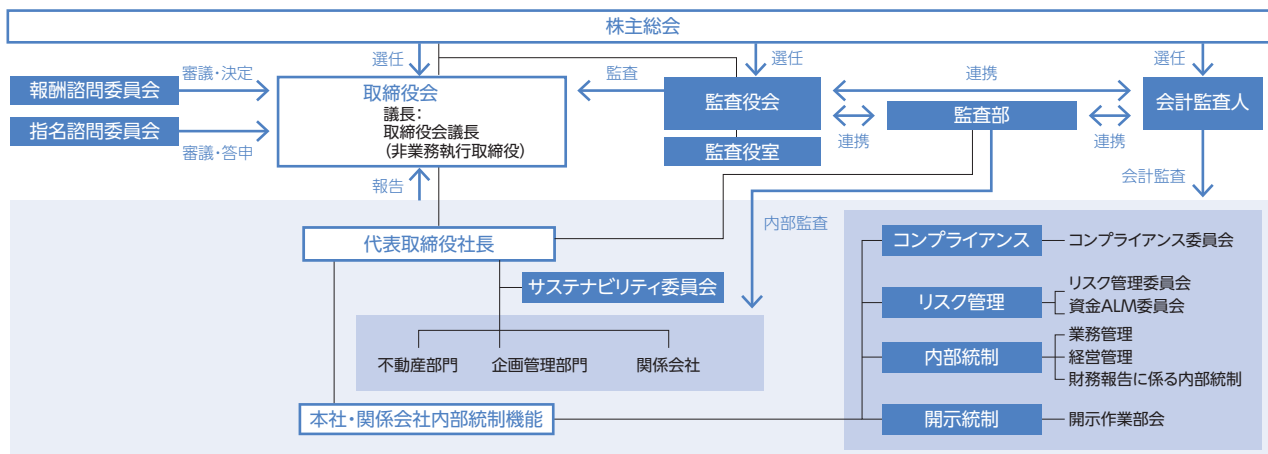 株主総会
選任
選任
選任
審議・決定
報酬諮問委員会
指名諮問委員会
審議・答申
取締役会
議長：
取締役会議長
(非業務執行取締役)
監査
監査役会
監査役室
連携
連携
監査部
連携
会計監査人
報告
会計監査
内部監査
代表取締役社長
サステナビリティ委員会
不動産部門
企画管理部門
関係会社
本社・関係会社内部統制機能
コンプライアンス
コンプライアンス委員会
リスク管理
リスク管理委員会
資金ALM委員会
内部統制
業務管理
経営管理
財務報告に係る内部統制
開示統制
開示作業部会